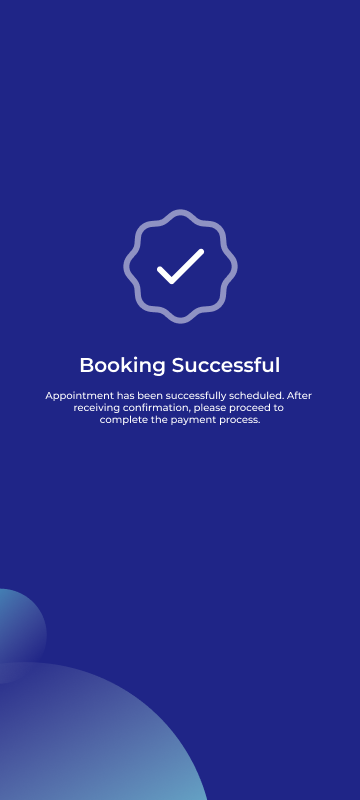 Booking Successful
Appointment has been successfully scheduled. After
receiving confirmation, please proceed to
complete the payment process.